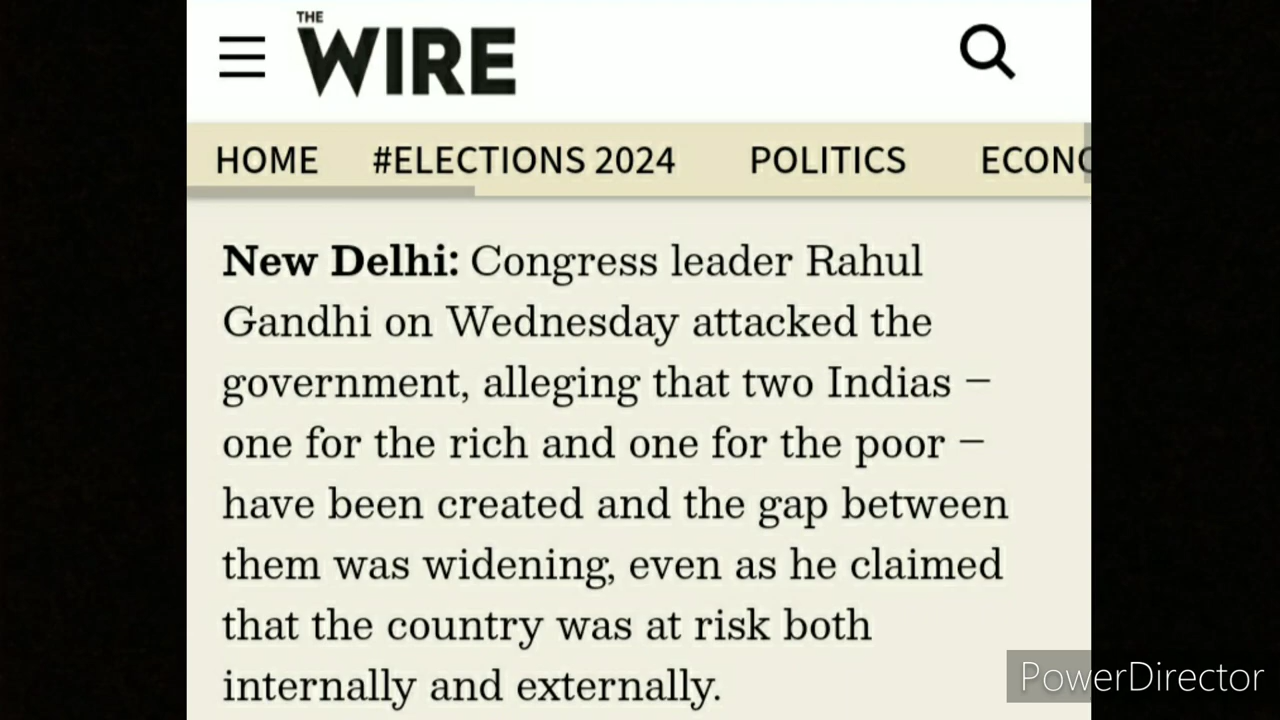 THE
WIRE
HOME #ELECTIONS 2024 POLITICS ECONO
New Delhi: Congress leader Rahul
Gandhi on Wednesday attacked the
government, alleging that two Indias –
one for the rich and one for the poor –
have been created and the gap between
them was widening, even as he claimed
that the country was at risk both
internally and externally.
PowerDirector